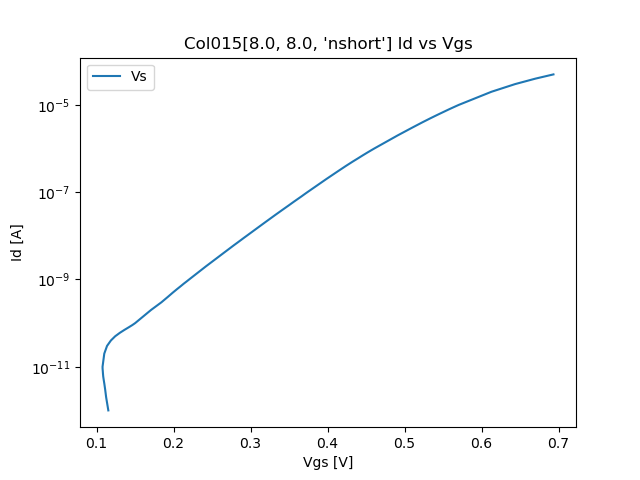 Col015[8.0, 8.0, 'nshort'] Id vs Vgs
Vs
10⁻⁵
10⁻⁷
10⁻⁹
10⁻¹¹
Id [A]
0.1 0.2 0.3 0.4 0.5 0.6 0.7
Vgs [V]